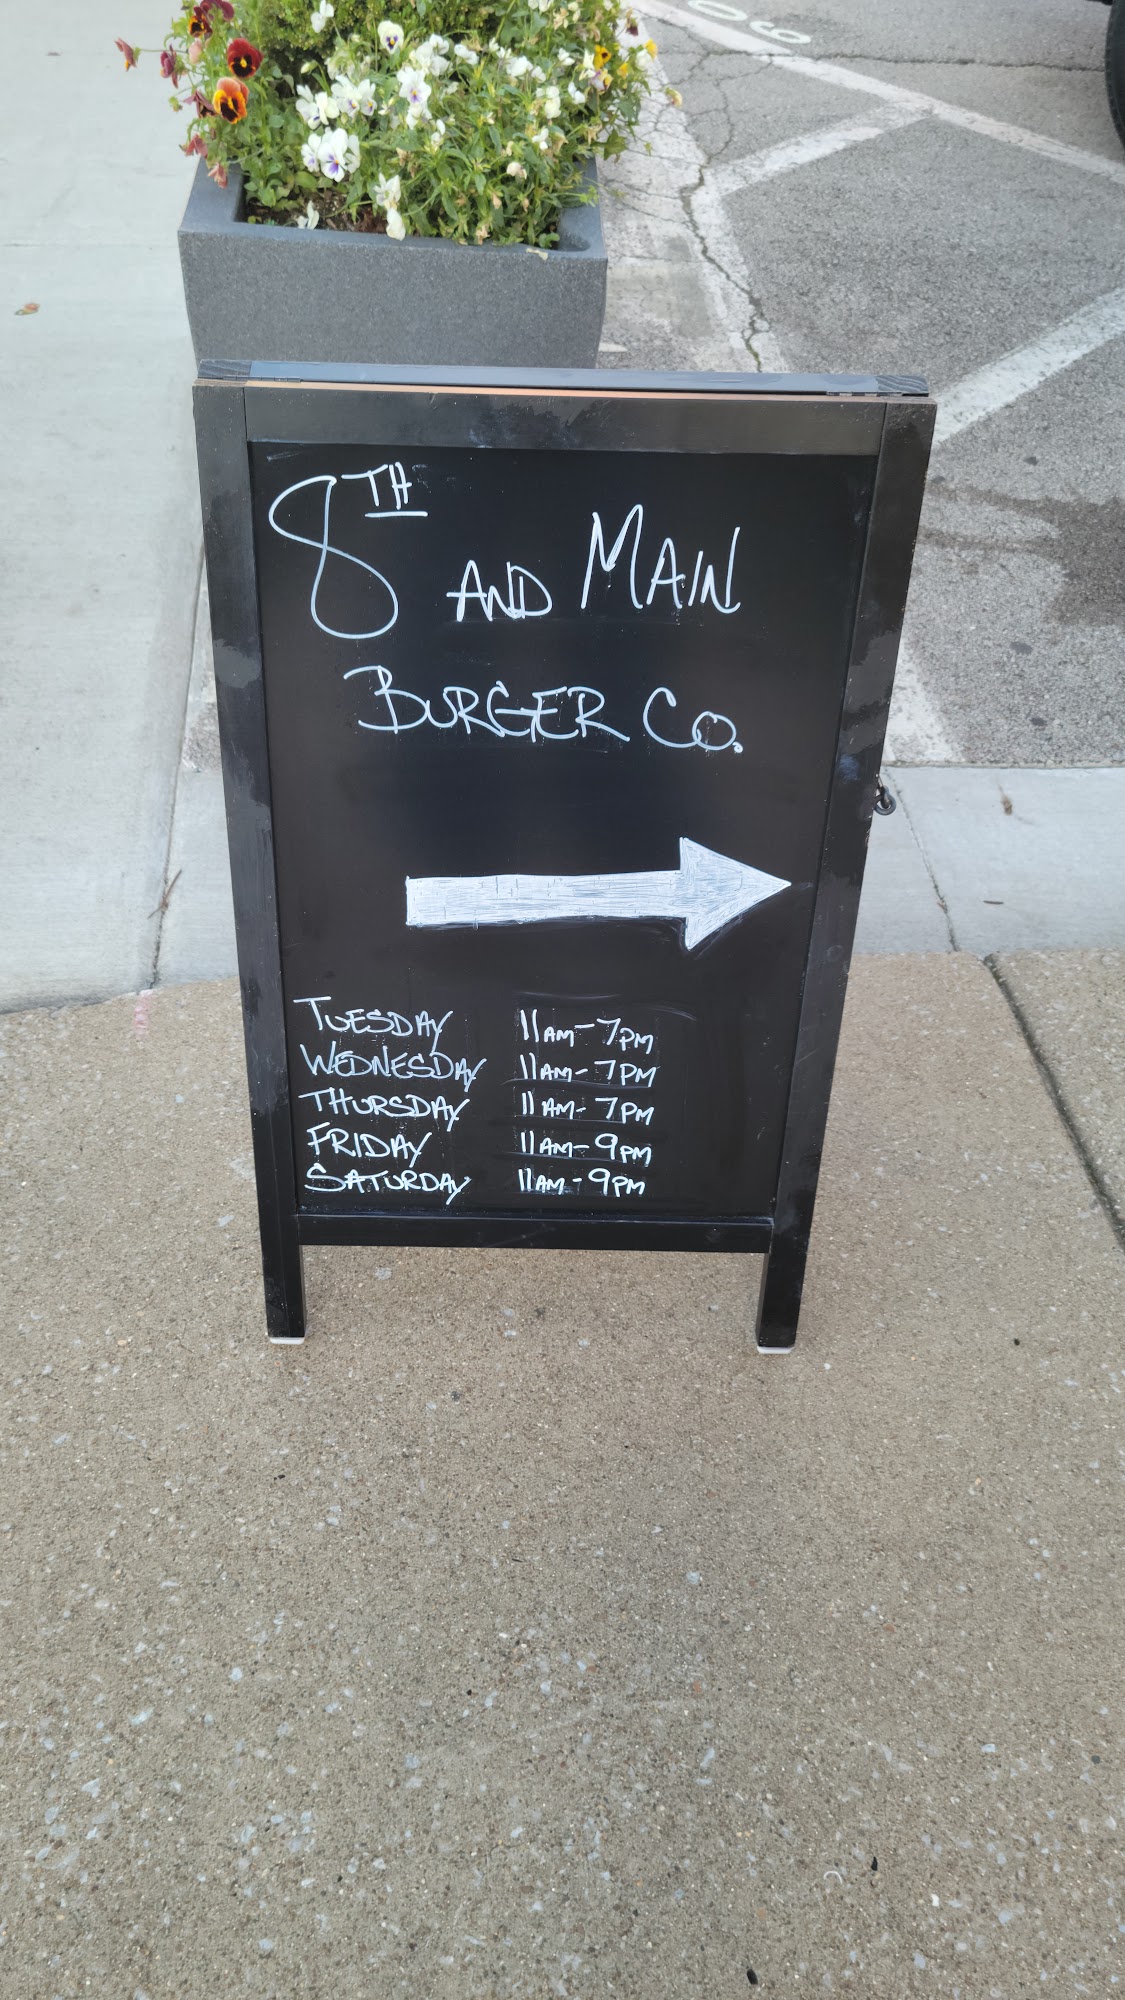 06
8TH AND MAIN
BURGER CO.
TUESDAY 11AM-7PM
WEDNESDAY 11AM-7PM
THURSDAY 11AM-7PM
FRIDAY 11AM-9PM
SATURDAY 11AM-9PM